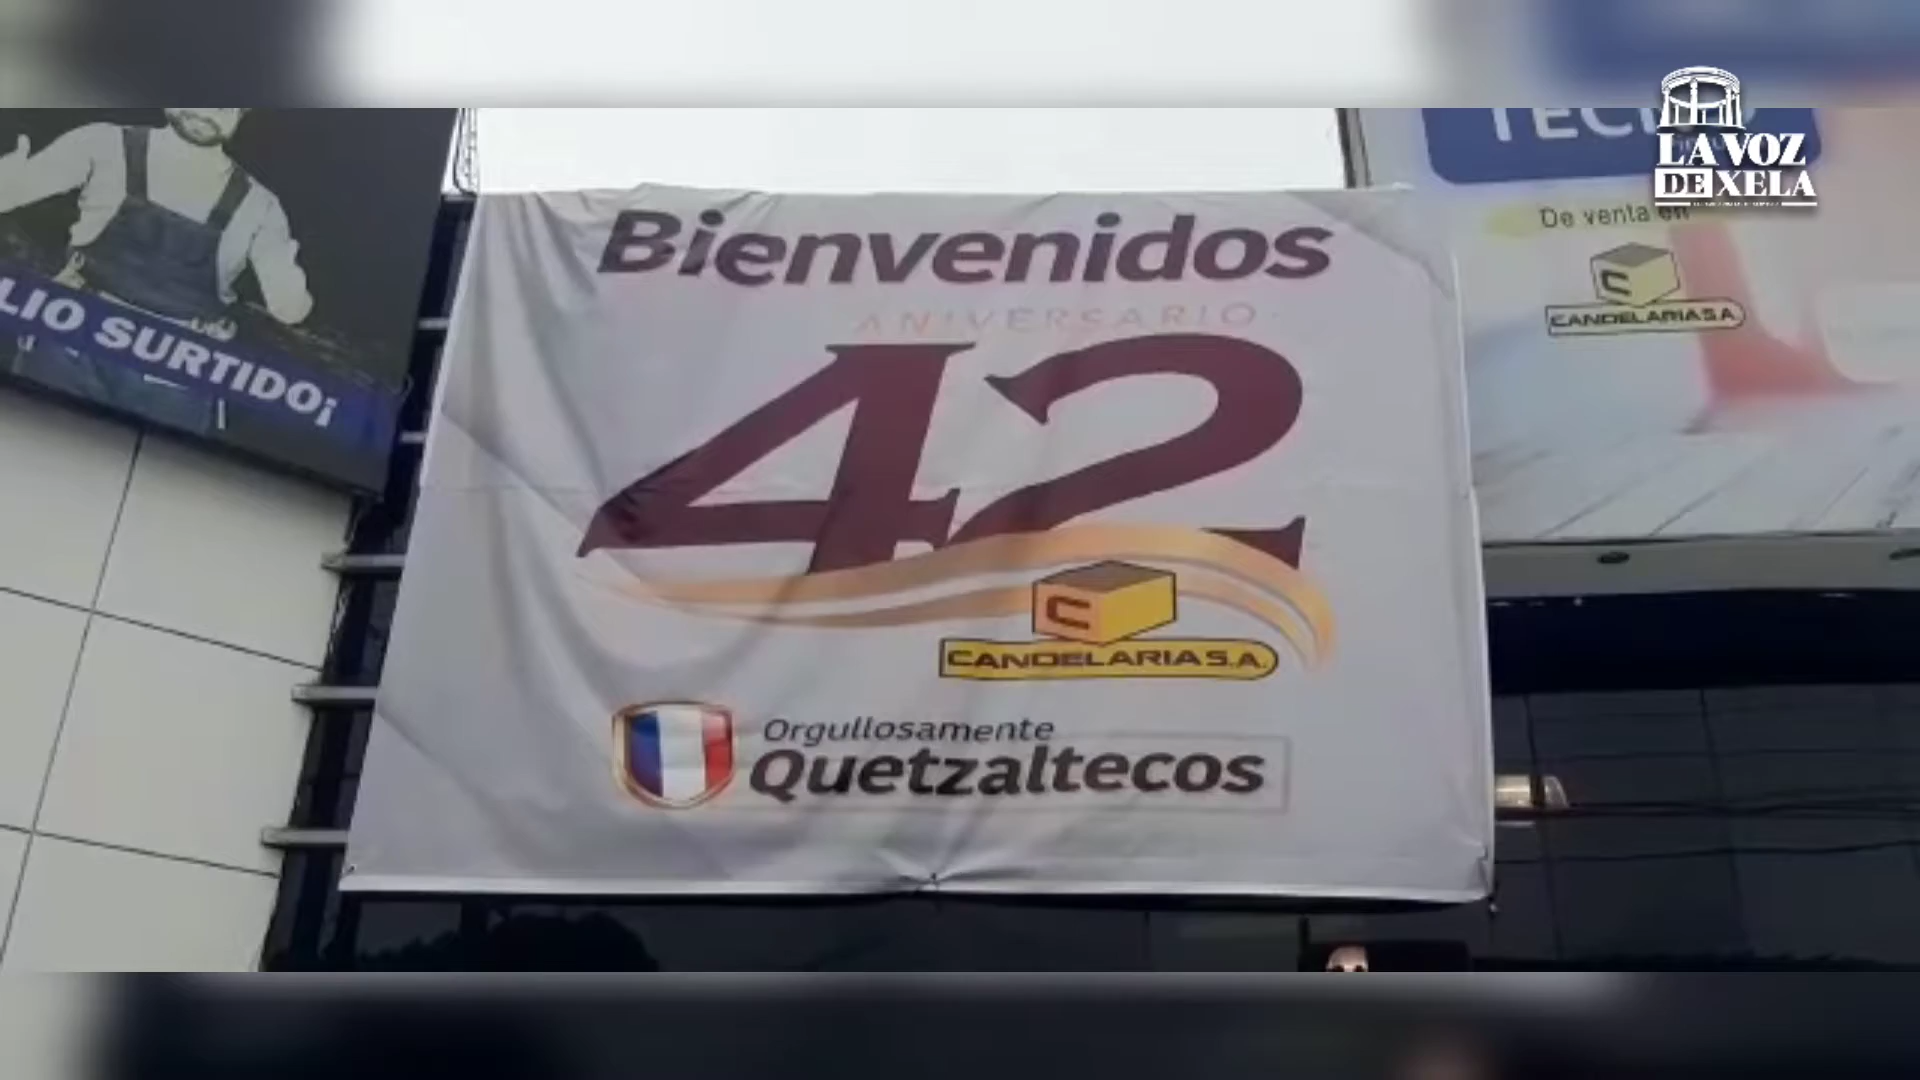 LA VOZ
DE XELA
De venta en
C
CANDELARIA S.A.
LIO SURTIDO¡
Bienvenidos
ANIVERSARIO
42
C
CANDELARIA S.A.
Orgullosamente
Quetzaltecos